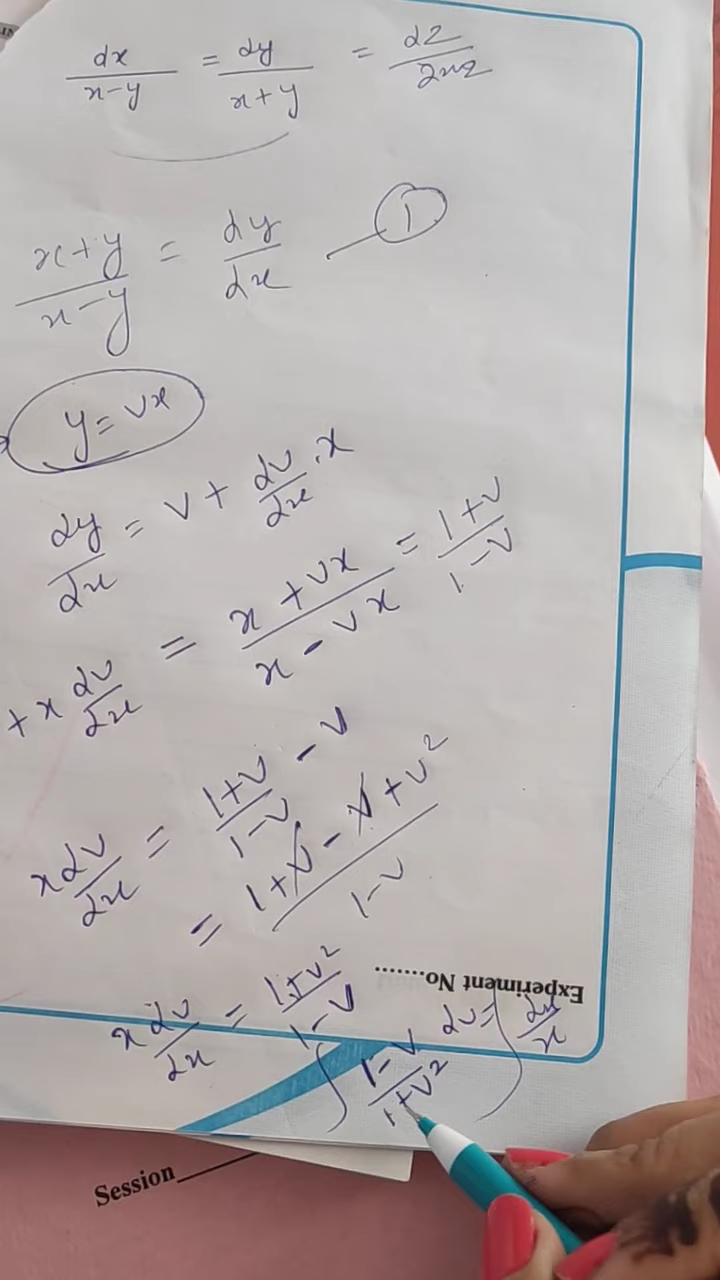 dx/(x-y) = dy/(x+y) = dz/(2xz)
(x+y)/(x-y) = dy/dx — ①
y = vx
dy/dx = v + dv/dx . x
+ x dv/dx = (x + vx)/(x - vx) = (1+v)/(1-v)
x dv/dx = (1+v)/(1-v) - v
= (1+v-v+v²)/(1-v)
x dv/dx = (1+v²)/(1-v)
∫ (1-v)/(1+v²) dv = ∫ dx/x
Experiment No.......
Session